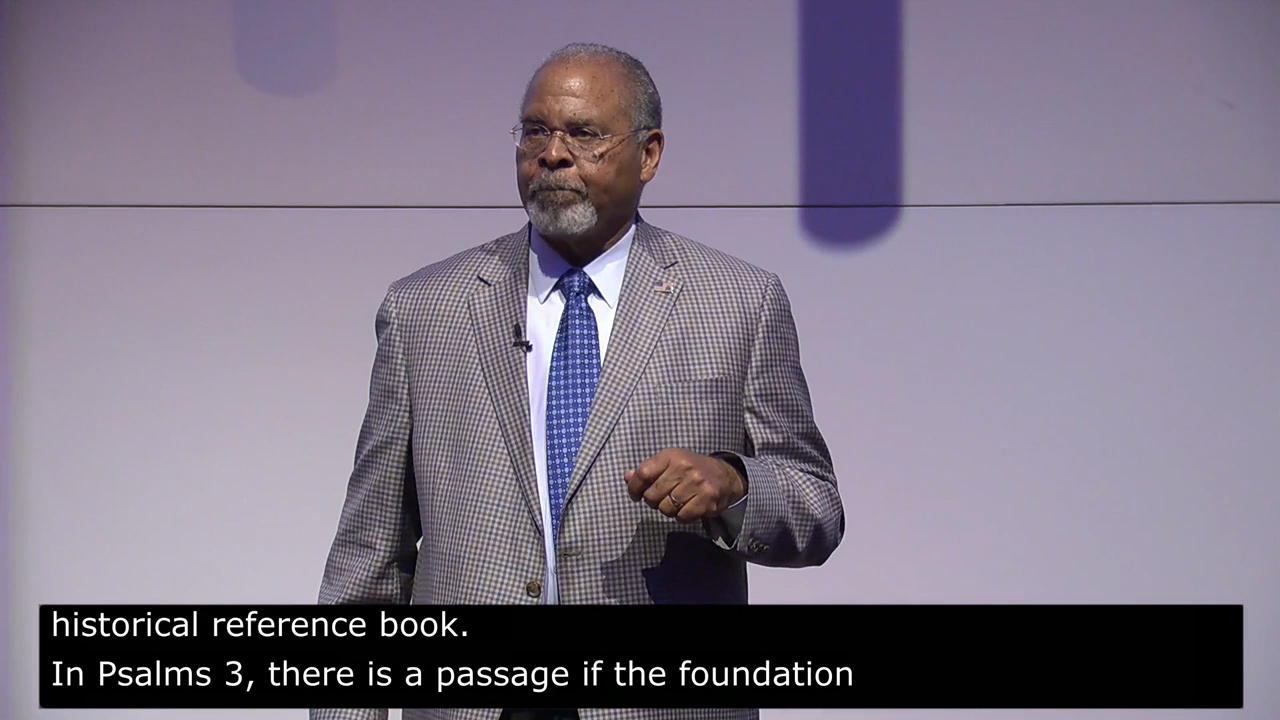 historical reference book.
In Psalms 3, there is a passage if the foundation